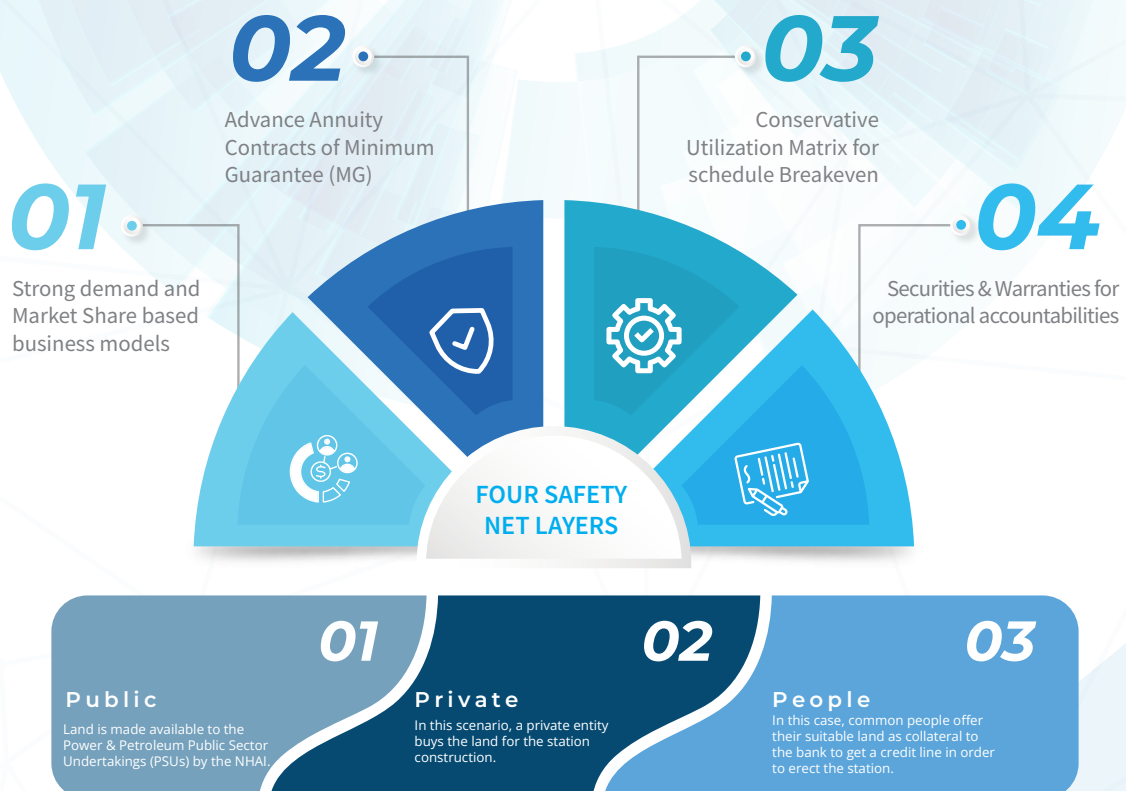 02
03
Advance Annuity
Contracts of Minimum
Guarantee (MG)
Conservative
Utilization Matrix for
schedule Breakeven
01
04
Strong demand and
Market Share based
business models
Securities & Warranties for
operational accountabilities
$
FOUR SAFETY
NET LAYERS
01
Public
Land is made available to the
Power & Petroleum Public Sector
Undertakings (PSUs) by the NHAI.
02
Private
In this scenario, a private entity
buys the land for the station
construction.
03
People
In this case, common people offer
their suitable land as collateral to
the bank to get a credit line in order
to erect the station.